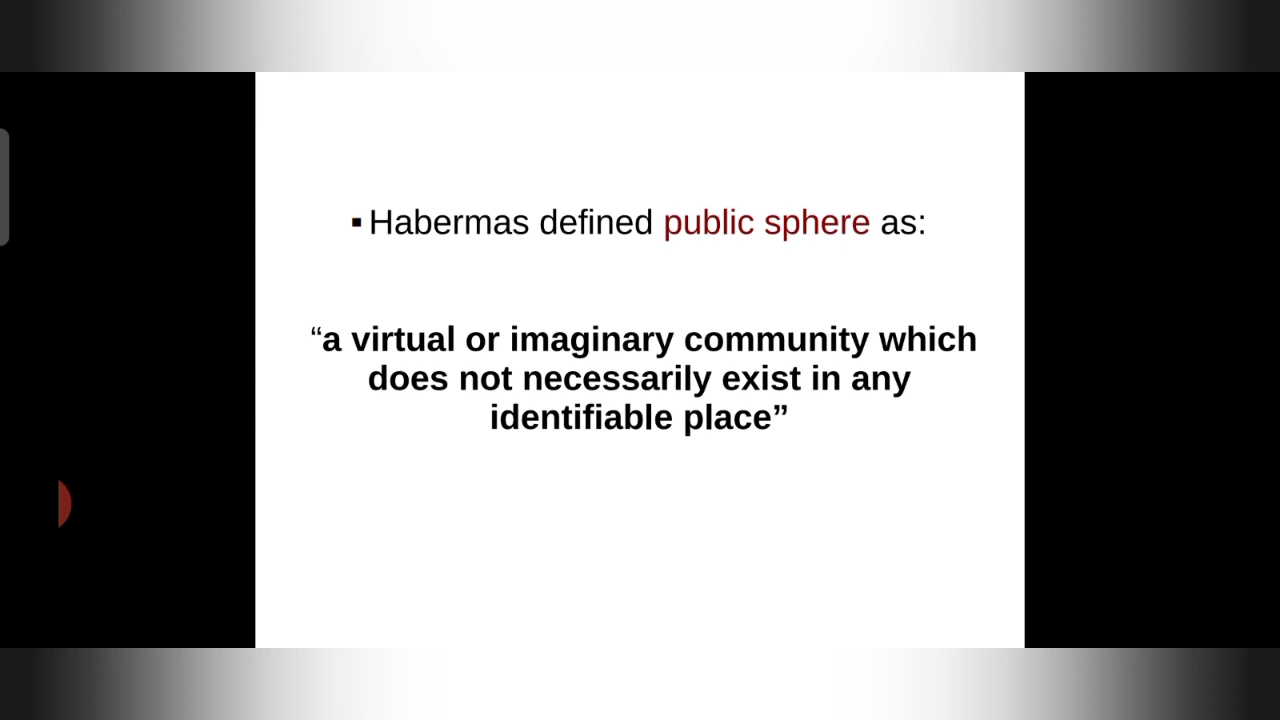 ▪Habermas defined public sphere as:
“a virtual or imaginary community which
does not necessarily exist in any
identifiable place”